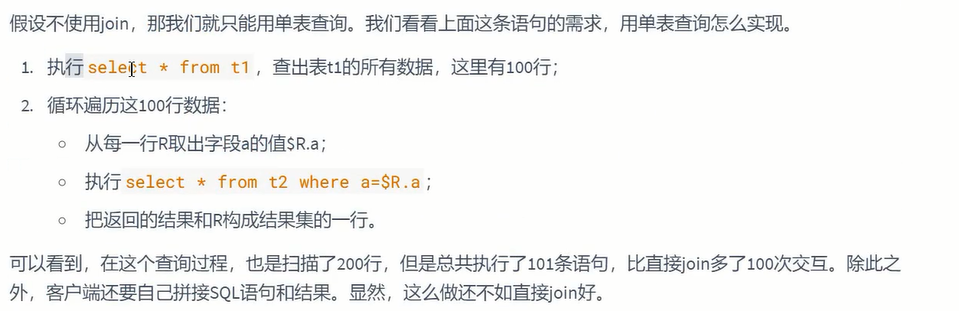 假设不使用join，那我们就只能用单表查询。我们看看上面这条语句的需求，用单表查询怎么实现。
1. 执行 select * from t1 ，查出表t1的所有数据，这里有100行；
2. 循环遍历这100行数据：
○ 从每一行R取出字段a的值$R.a；
○ 执行 select * from t2 where a=$R.a ；
○ 把返回的结果和R构成结果集的一行。
可以看到，在这个查询过程，也是扫描了200行，但是总共执行了101条语句，比直接join多了100次交互。除此之
外，客户端还要自己拼接SQL语句和结果。显然，这么做还不如直接join好。